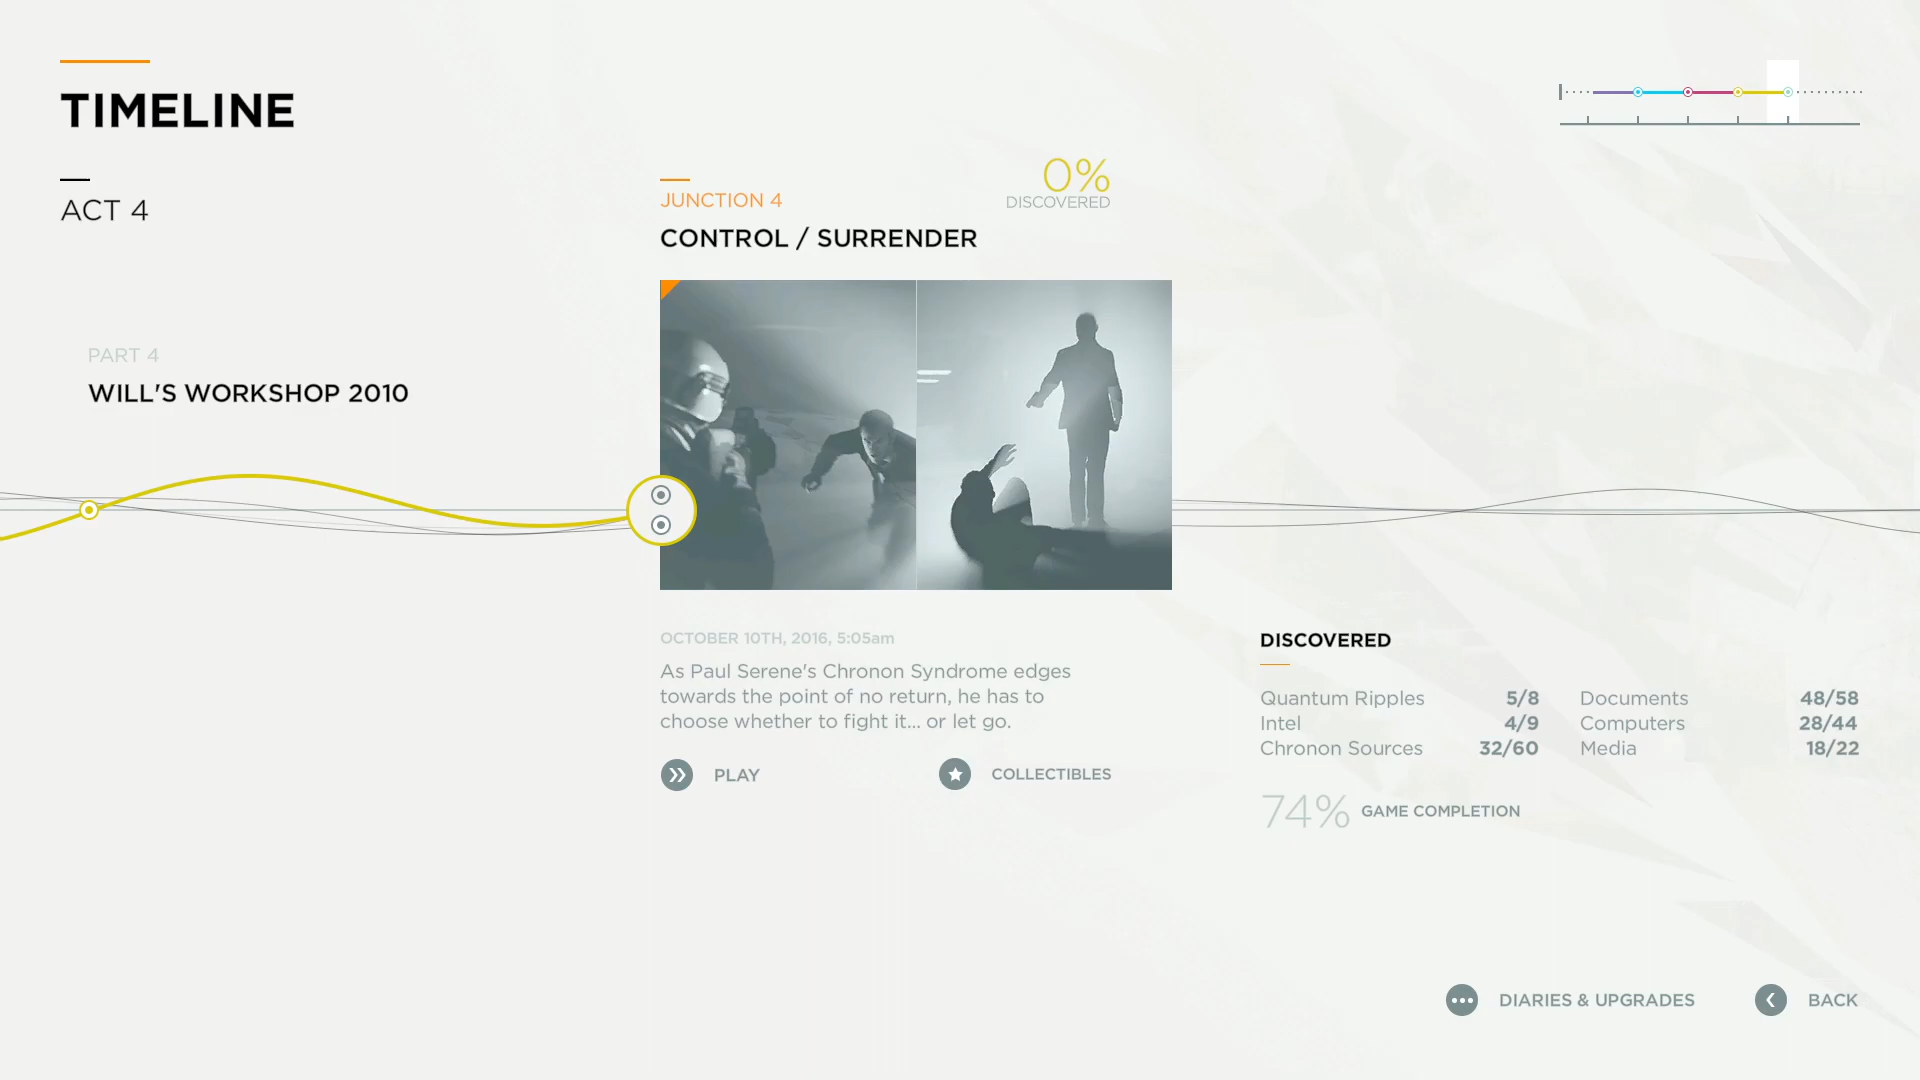 TIMELINE
ACT 4
PART 4
WILL'S WORKSHOP 2010
JUNCTION 4
0%
DISCOVERED
CONTROL / SURRENDER
OCTOBER 10TH, 2016, 5:05am
As Paul Serene's Chronon Syndrome edges
towards the point of no return, he has to
choose whether to fight it... or let go.
PLAY
COLLECTIBLES
DISCOVERED
Quantum Ripples 5/8 Documents 48/58
Intel 4/9 Computers 28/44
Chronon Sources 32/60 Media 18/22
74% GAME COMPLETION
DIARIES & UPGRADES
BACK